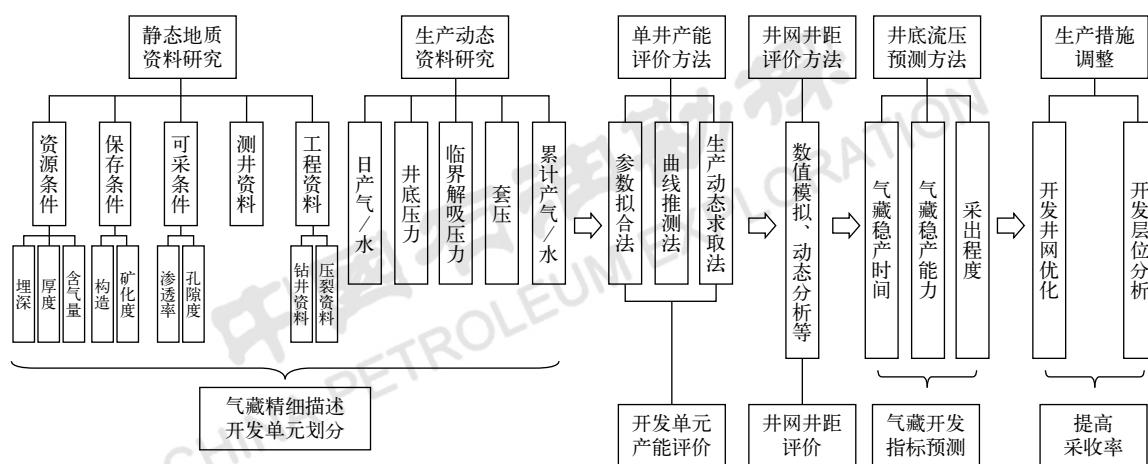 静态地质
资料研究
生产动态
资料研究
单井产能
评价方法
井网井距
评价方法
井底流压
预测方法
生产措施
调整
资源条件
保存条件
可采条件
测井资料
工程资料
日产气/水
井底压力
临界解吸压力
套压
累计产气/水
参数拟合法
曲线推测法
生产动态求取法
数值模拟、动态分析等
气藏稳产时间
气藏稳产能力
采出程度
开发井网优化
开发层位分析
埋深
厚度
含气量
构造
矿化度
渗透率
孔隙度
钻井资料
压裂资料
气藏精细描述
开发单元划分
开发单元
产能评价
井网井距
评价
气藏开发
指标预测
提高
采收率
中国石油勘探
CHINA PETROLEUM EXPLORATION